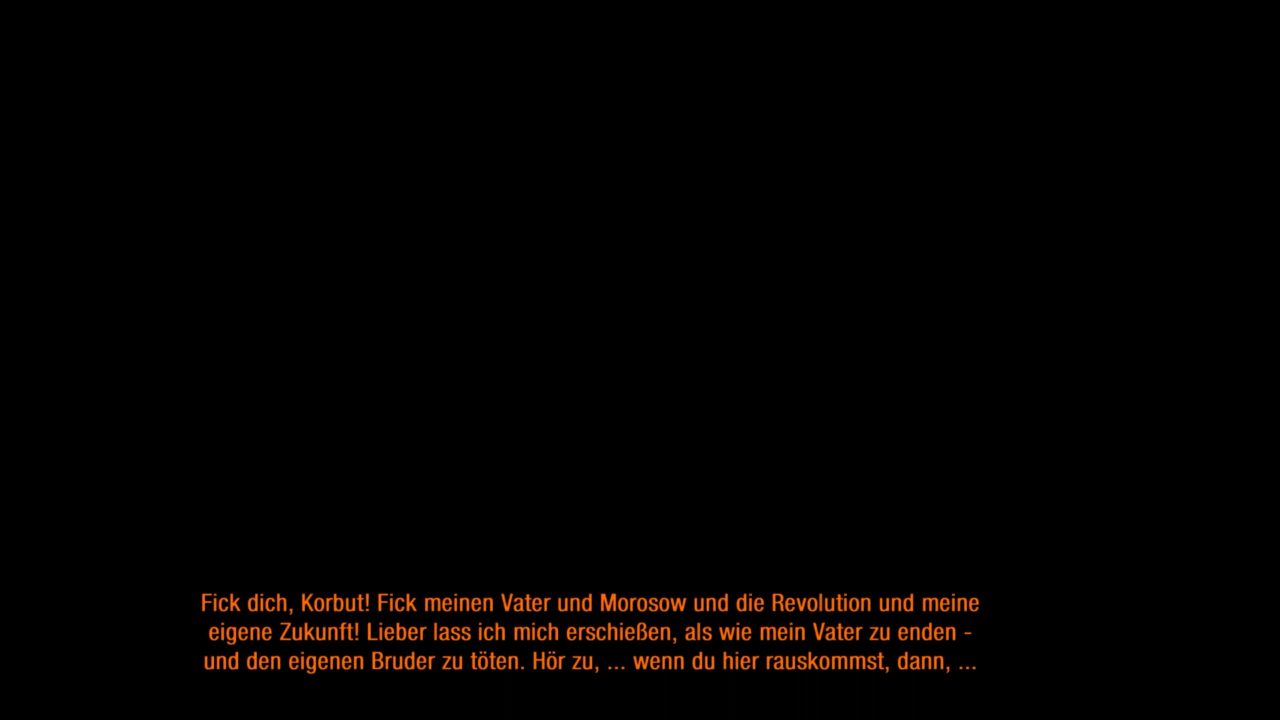 Fick dich, Korbut! Fick meinen Vater und Morosow und die Revolution und meine
eigene Zukunft! Lieber lass ich mich erschießen, als wie mein Vater zu enden -
und den eigenen Bruder zu töten. Hör zu, ... wenn du hier rauskommst, dann, ...